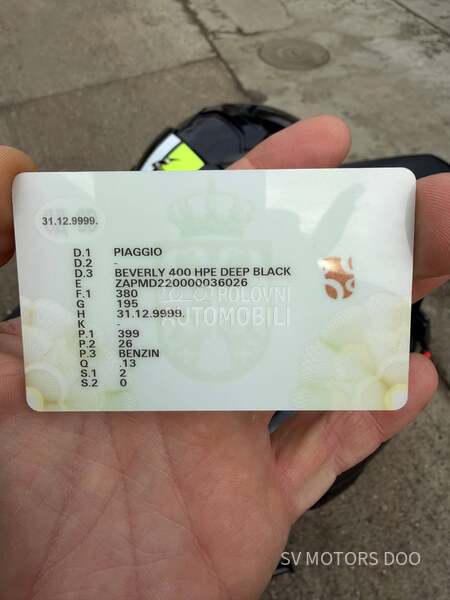 31.12.9999.
D.1 PIAGGIO
D.2 -
D.3 BEVERLY 400 HPE DEEP BLACK
E ZAPMD220000036026
F.1 380
G 195
H 31.12.9999.
K -
P.1 399
P.2 26
P.3 BENZIN
Q .13
S.1 2
S.2 0
POLOVNI
AUTOMOBILI
SV MOTORS DOO